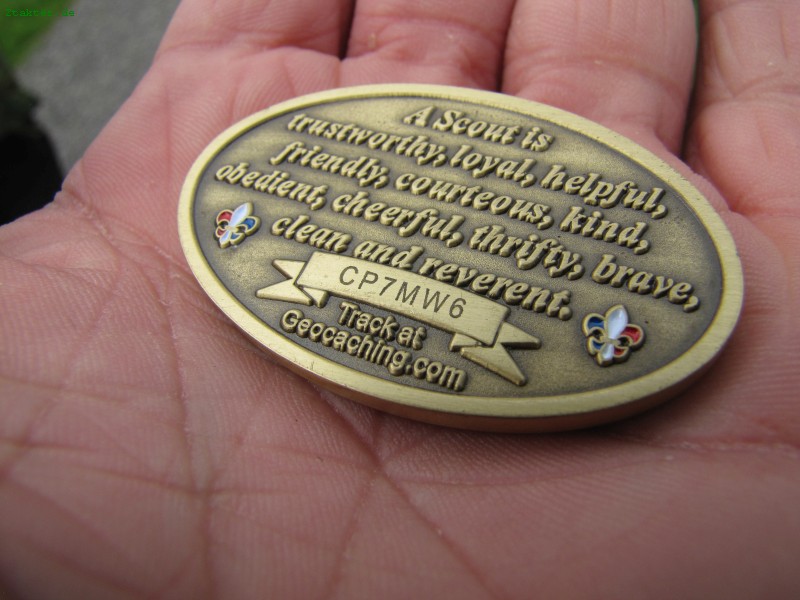 A Scout is
trustworthy, loyal, helpful,
friendly, courteous, kind,
obedient, cheerful, thrifty, brave,
clean and reverent.
CP7MW6
Track at
Geocaching.com